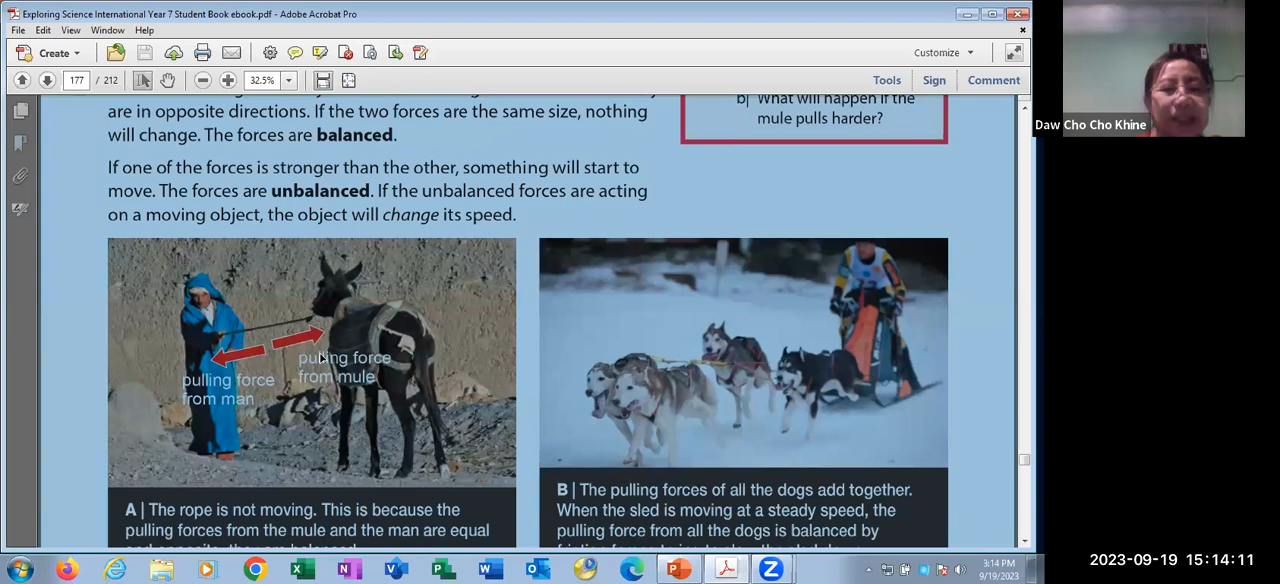 Exploring Science International Year 7 Student Book ebook.pdf - Adobe Acrobat Pro
File Edit View Window Help
Create
Customize
177 / 212
32.5%
Tools Sign Comment
are in opposite directions. If the two forces are the same size, nothing
will change. The forces are balanced.
If one of the forces is stronger than the other, something will start to
move. The forces are unbalanced. If the unbalanced forces are acting
on a moving object, the object will change its speed.
b| What will happen if the
mule pulls harder?
pulling force
from man
pulling force
from mule
A | The rope is not moving. This is because the
pulling forces from the mule and the man are equal
B | The pulling forces of all the dogs add together.
When the sled is moving at a steady speed, the
pulling force from all the dogs is balanced by
Daw Cho Cho Khine
3:14 PM
9/19/2023
2023-09-19 15:14:11